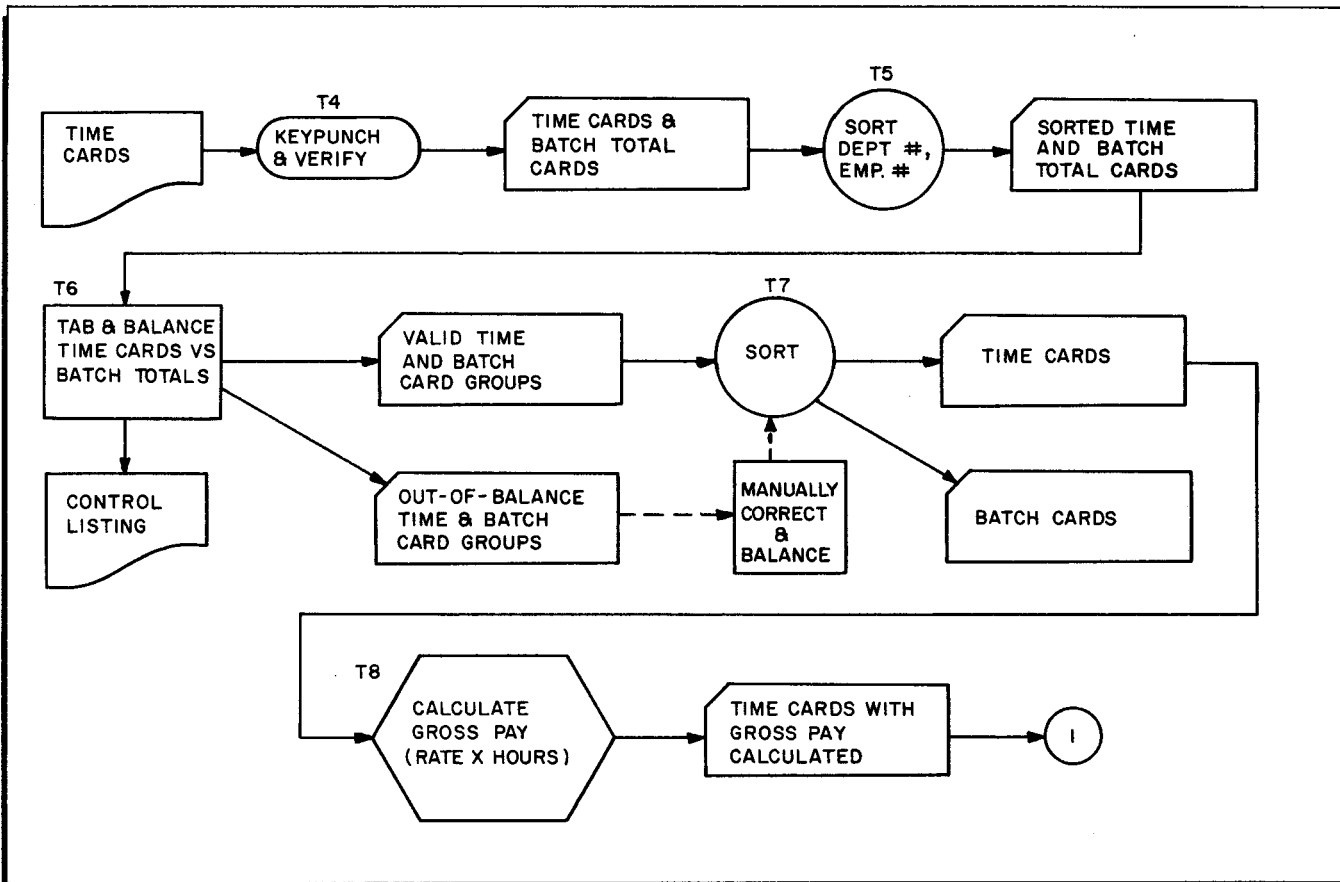 T4
T5
TIME
CARDS
KEYPUNCH
& VERIFY
TIME CARDS &
BATCH TOTAL
CARDS
SORT
DEPT #,
EMP. #
SORTED TIME
AND BATCH
TOTAL CARDS
T6
TAB & BALANCE
TIME CARDS VS
BATCH TOTALS
VALID TIME
AND BATCH
CARD GROUPS
T7
SORT
TIME CARDS
CONTROL
LISTING
OUT-OF-BALANCE
TIME & BATCH
CARD GROUPS
MANUALLY
CORRECT
&
BALANCE
BATCH CARDS
T8
CALCULATE
GROSS PAY
(RATE X HOURS)
TIME CARDS WITH
GROSS PAY
CALCULATED
1